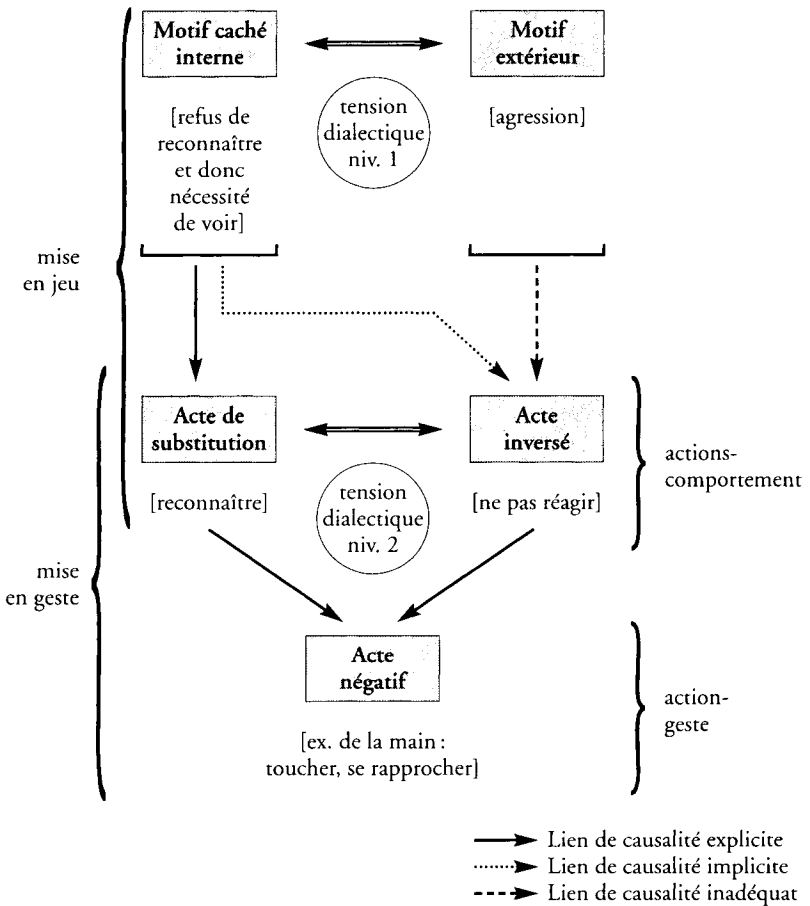 Motif caché
interne
Motif
extérieur
tension
dialectique
niv. 1
[refus de
reconnaître
et donc
nécessité
de voir]
[agression]
mise
en jeu
Acte de
substitution
Acte
inversé
actions-
comportement
[reconnaître]
tension
dialectique
niv. 2
[ne pas réagir]
mise
en geste
Acte
négatif
action-
geste
[ex. de la main :
toucher, se rapprocher]
Lien de causalité explicite
Lien de causalité implicite
Lien de causalité inadéquat